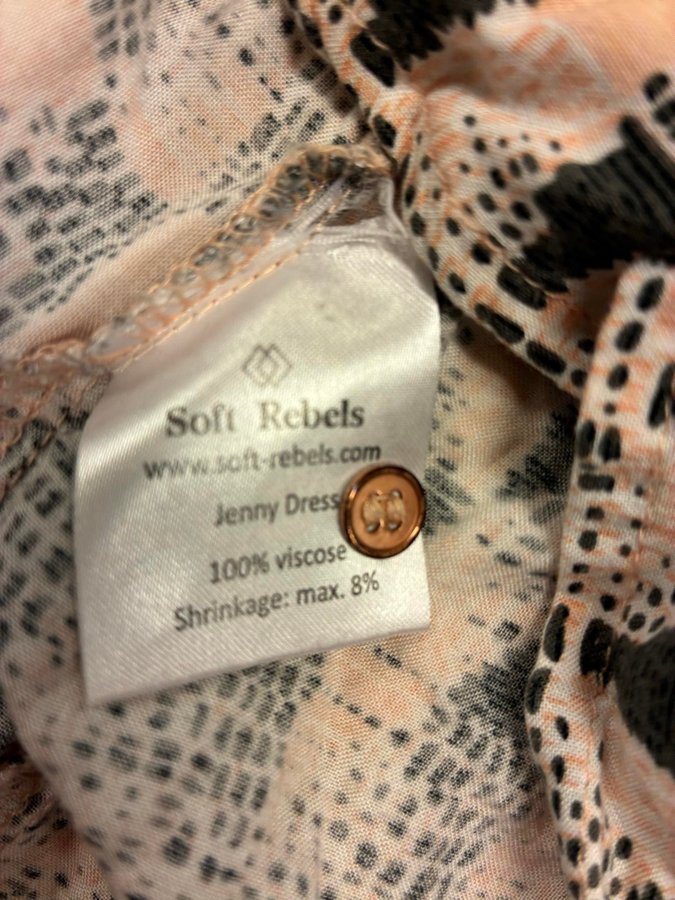 Soft Rebels
www.soft-rebels.com
Jenny Dress
100% viscose
Shrinkage: max. 8%